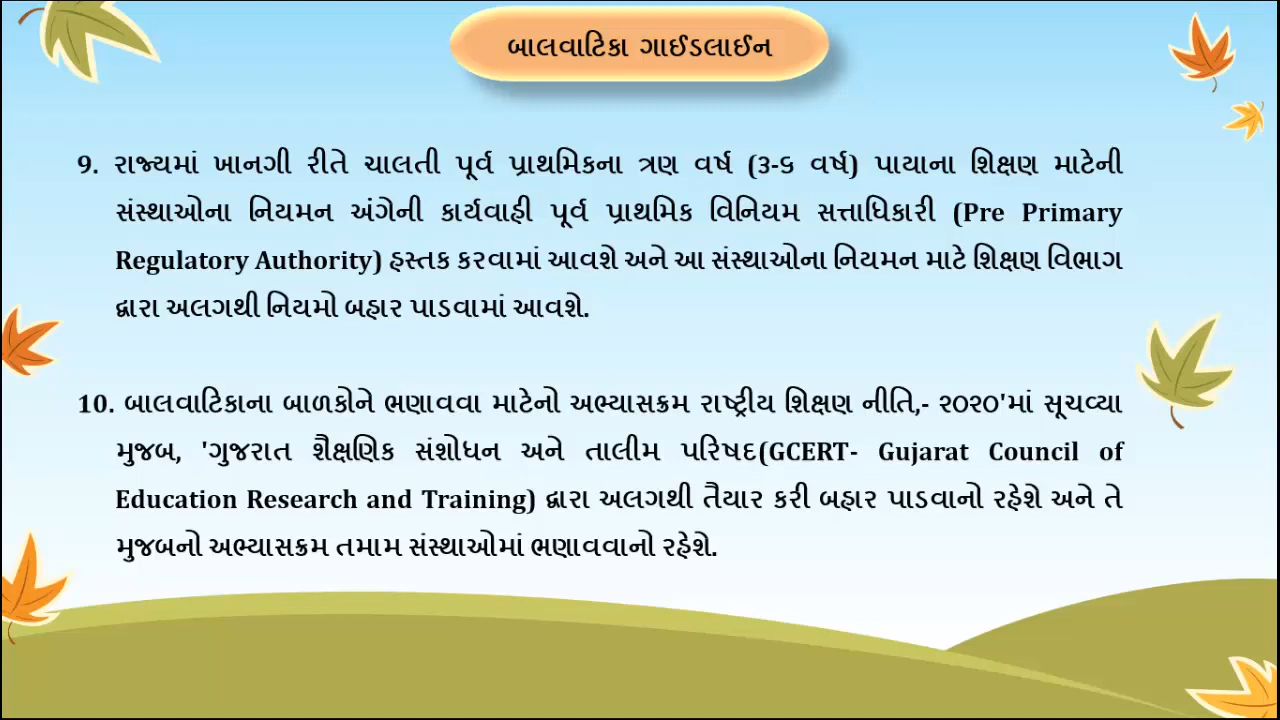 બાલવાટિકા ગાઈડલાઈન
9. રાજ્યમાં ખાનગી રીતે ચાલતી પૂર્વ પ્રાથમિકના ત્રણ વર્ષ (૩-૬ વર્ષ) પાયાના શિક્ષણ માટેની
સંસ્થાઓના નિયમન અંગેની કાર્યવાહી પૂર્વ પ્રાથમિક વિનિયમ સત્તાધિકારી (Pre Primary
Regulatory Authority) હસ્તક કરવામાં આવશે અને આ સંસ્થાઓના નિયમન માટે શિક્ષણ વિભાગ
દ્વારા અલગથી નિયમો બહાર પાડવામાં આવશે.
10. બાલવાટિકાના બાળકોને ભણાવવા માટેનો અભ્યાસક્રમ રાષ્ટ્રીય શિક્ષણ નીતિ,- ૨૦૨૦'માં સૂચવ્યા
મુજબ, 'ગુજરાત શૈક્ષણિક સંશોધન અને તાલીમ પરિષદ(GCERT- Gujarat Council of
Education Research and Training) દ્વારા અલગથી તૈયાર કરી બહાર પાડવાનો રહેશે અને તે
મુજબનો અભ્યાસક્રમ તમામ સંસ્થાઓમાં ભણાવવાનો રહેશે.